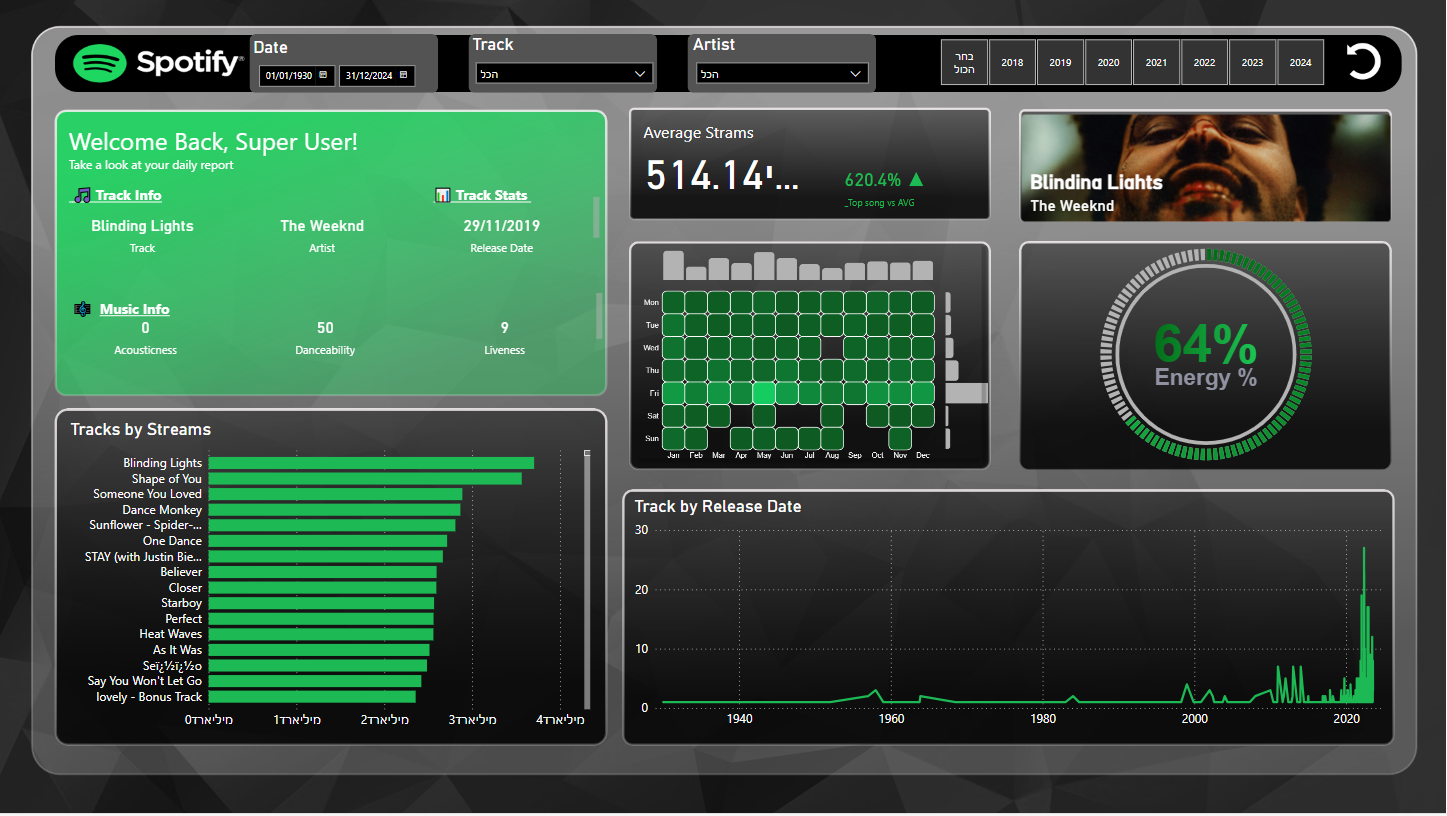 Spotify®
Date
01/01/1930
31/12/2024
Track
הכל
Artist
הכל
בחר הכול
2018
2019
2020
2021
2022
2023
2024
Welcome Back, Super User!
Take a look at your daily report
Track Info
Track Stats
Blinding Lights
The Weeknd
29/11/2019
Track
Artist
Release Date
Music Info
0
50
9
Acousticness
Danceability
Liveness
Average Strams
514.14י...
620.4% ▲
_Top song vs AVG
Blinding Lights
The Weeknd
Mon
Tue
Wed
Thu
Fri
Sat
Sun
Jan Feb Mar Apr May Jun Jul Aug Sep Oct Nov Dec
64%
Energy %
Tracks by Streams
Blinding Lights
Shape of You
Someone You Loved
Dance Monkey
Sunflower - Spider-...
One Dance
STAY (with Justin Bie...
Believer
Closer
Starboy
Perfect
Heat Waves
As It Was
Seï¿½ï¿½o
Say You Won't Let Go
lovely - Bonus Track
0מיליארד 1מיליארד 2מיליארד 3מיליארד 4מיליארד
Track by Release Date
30
20
10
0
1940 1960 1980 2000 2020